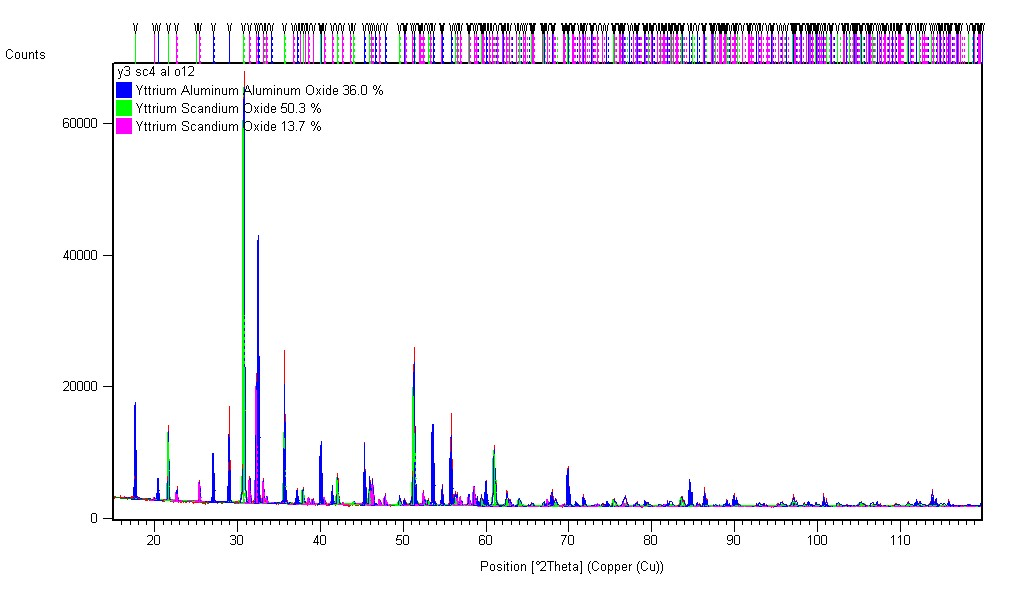 Counts
y3 sc4 al o12
Yttrium Aluminum Aluminum Oxide 36.0 %
Yttrium Scandium Oxide 50.3 %
Yttrium Scandium Oxide 13.7 %
60000
40000
20000
0
20 30 40 50 60 70 80 90 100 110
Position [°2Theta] (Copper (Cu))